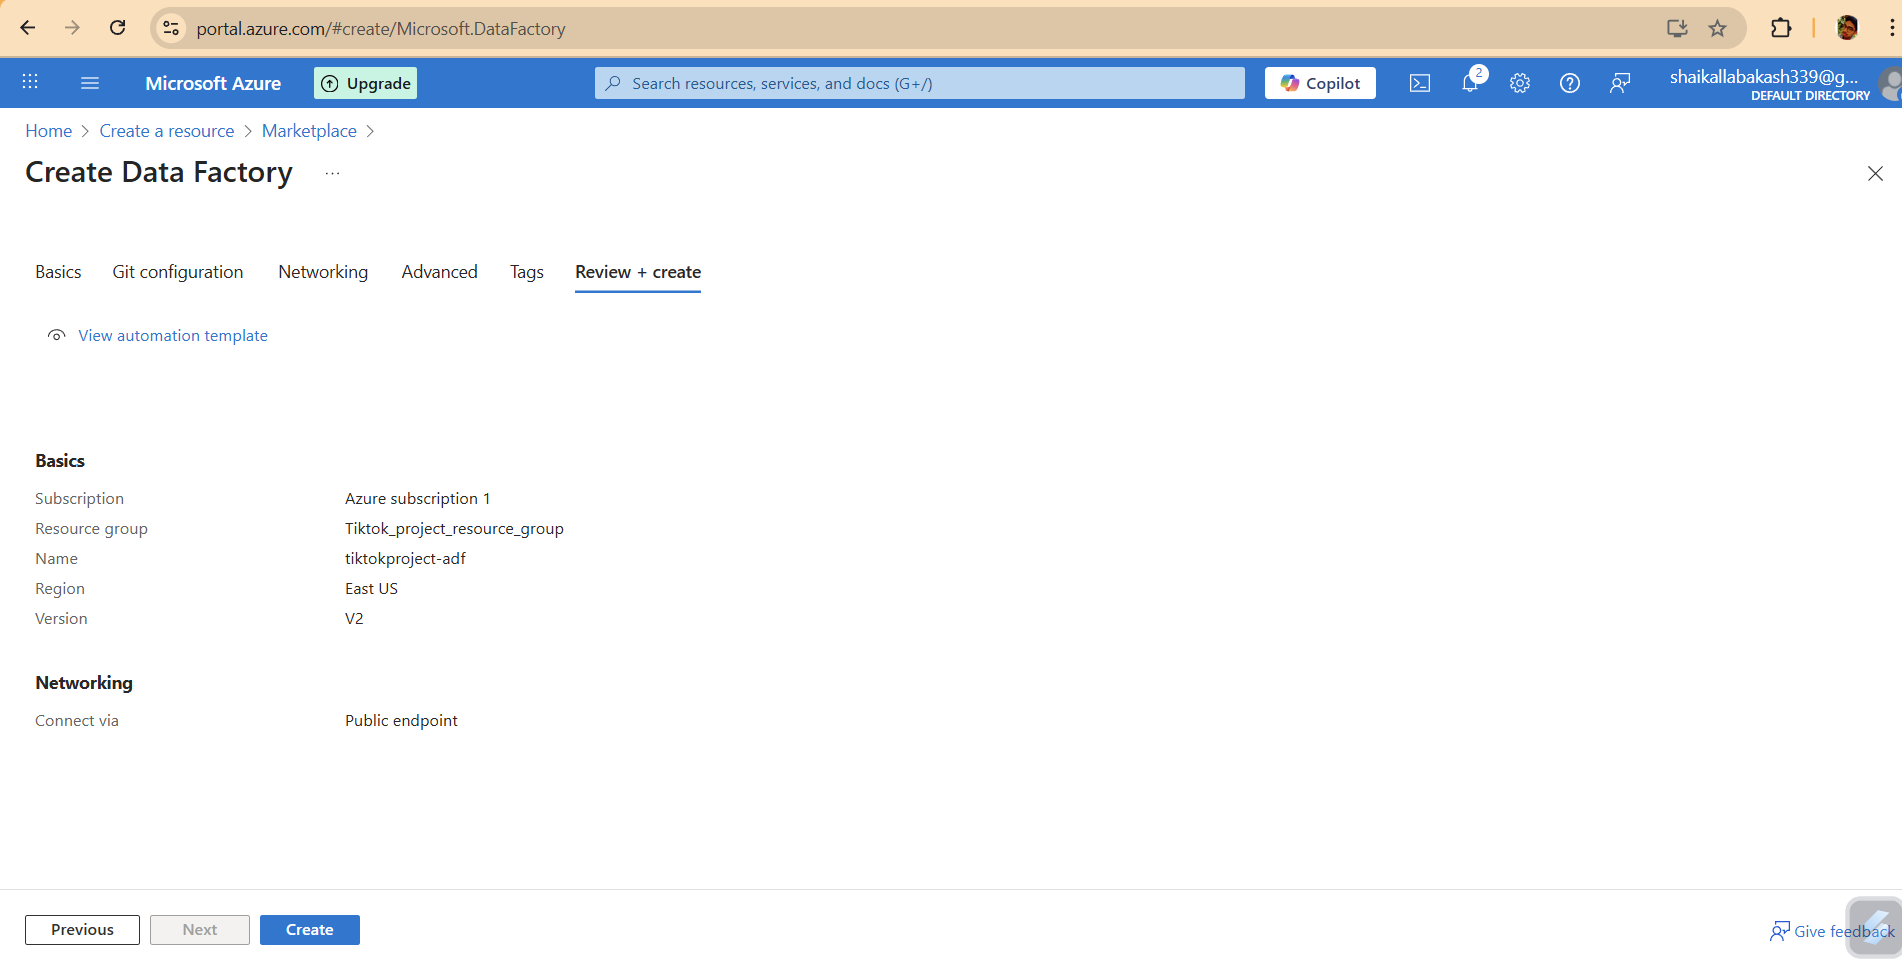 portal.azure.com/#create/Microsoft.DataFactory
Microsoft Azure
Upgrade
Search resources, services, and docs (G+/)
Copilot
2
shaikallabakash339@g...
DEFAULT DIRECTORY
Home > Create a resource > Marketplace >
Create Data Factory ...
Basics Git configuration Networking Advanced Tags Review + create
View automation template
Basics
Subscription Azure subscription 1
Resource group Tiktok_project_resource_group
Name tiktokproject-adf
Region East US
Version V2
Networking
Connect via Public endpoint
Previous Next Create
Give feedback